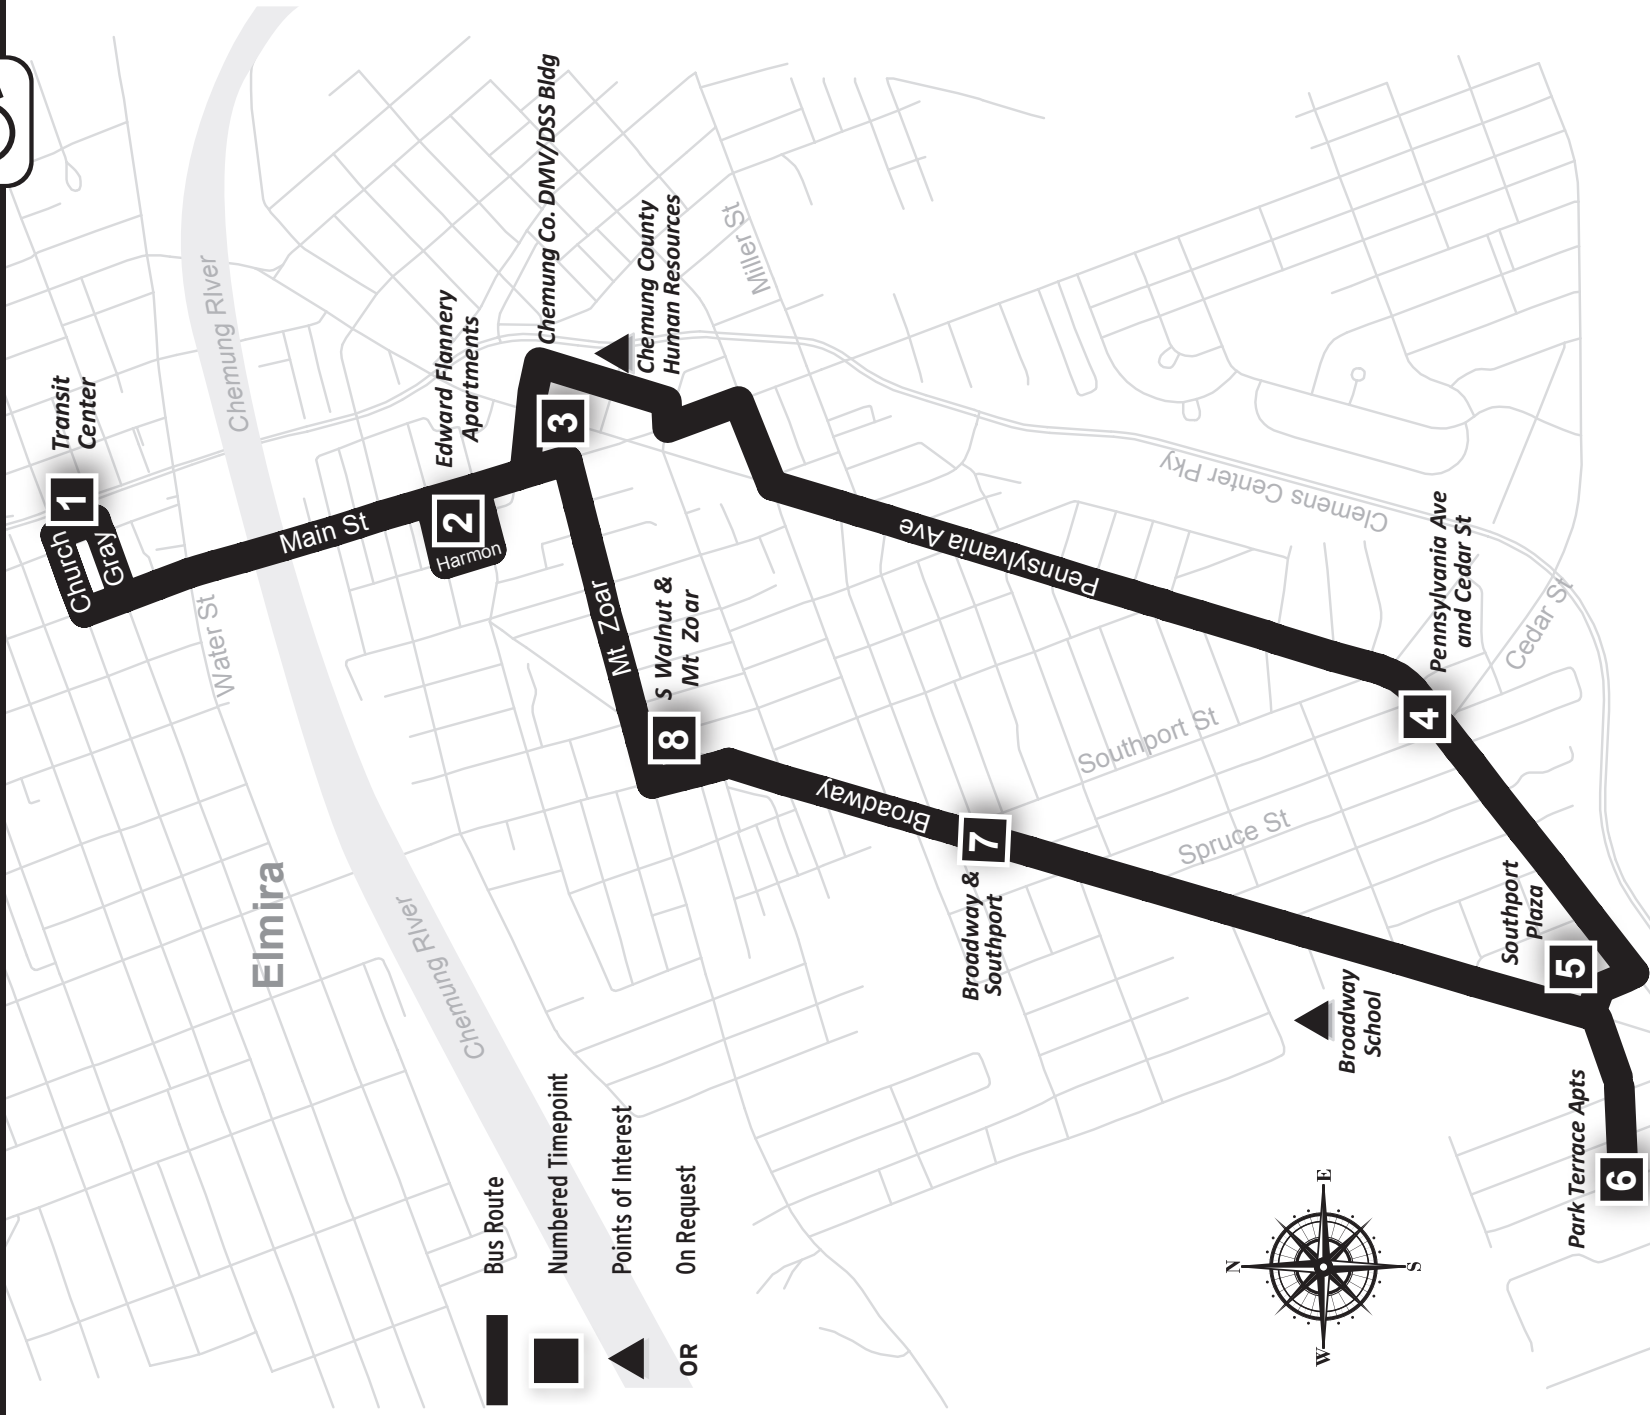 Transit
Center
1
Church
Gray
Main St
Water St
Chemung RIver
Elmira
Chemung RIver
Edward Flannery
Apartments
2
Harmon
Chemung Co. DMV/DSS Bldg
3
Chemung County
Human Resources
Miller St
Mt Zoar
S Walnut &
Mt Zoar
8
Broadway
Pennsylvania Ave
Clemens Center Pky
7
Broadway &
Southport
Southport St
Spruce St
Pennsylvania Ave
and Cedar St
4
Cedar St
Southport
Plaza
5
Broadway
School
Park Terrace Apts
6
Bus Route
Numbered Timepoint
Points of Interest
OR
On Request
N
E
S
W